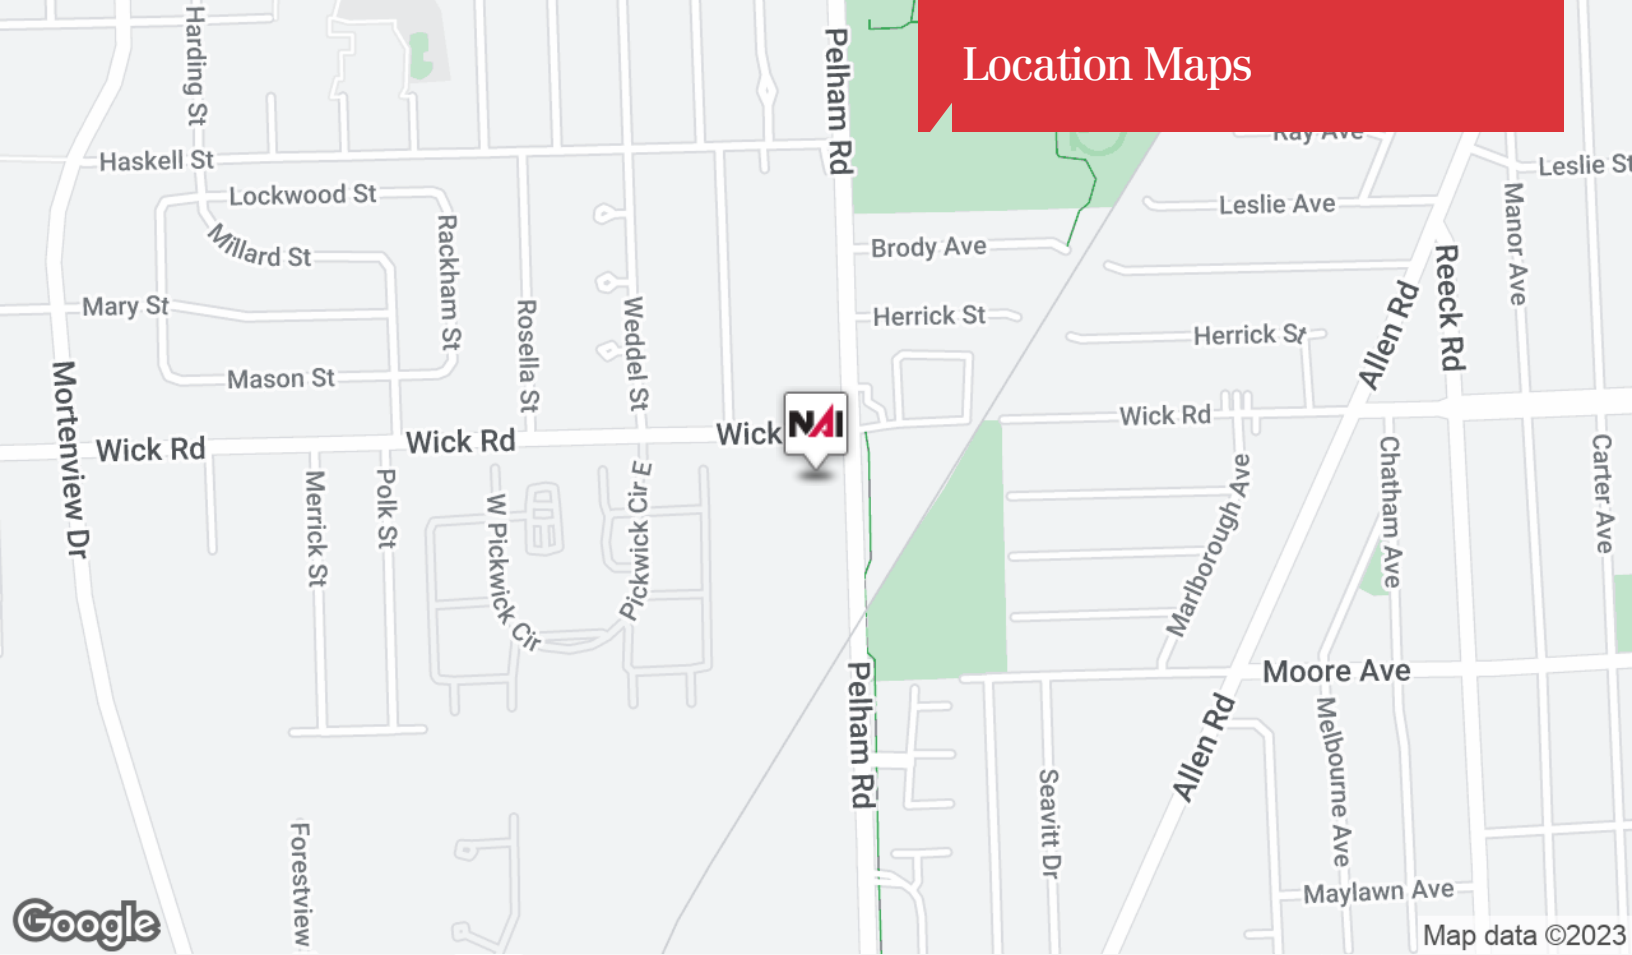 Location Maps
Harding St
Pelham Rd
Ray Ave
Haskell St
Leslie St
Lockwood St
Leslie Ave
Manor Ave
Millard St
Rackham St
Brody Ave
Reeck Rd
Mary St
Rosella St
Weddel St
Herrick St
Herrick St
Allen Rd
Mason St
Mortenview Dr
Wick Rd
Wick Rd
Wick
NAI
Wick Rd
Merrick St
Polk St
W Pickwick Cir
Pickwick Cir E
Marlborough Ave
Chatham Ave
Carter Ave
Pelham Rd
Moore Ave
Allen Rd
Melbourne Ave
Seavitt Dr
Forestview
Maylawn Ave
Google
Map data ©2023